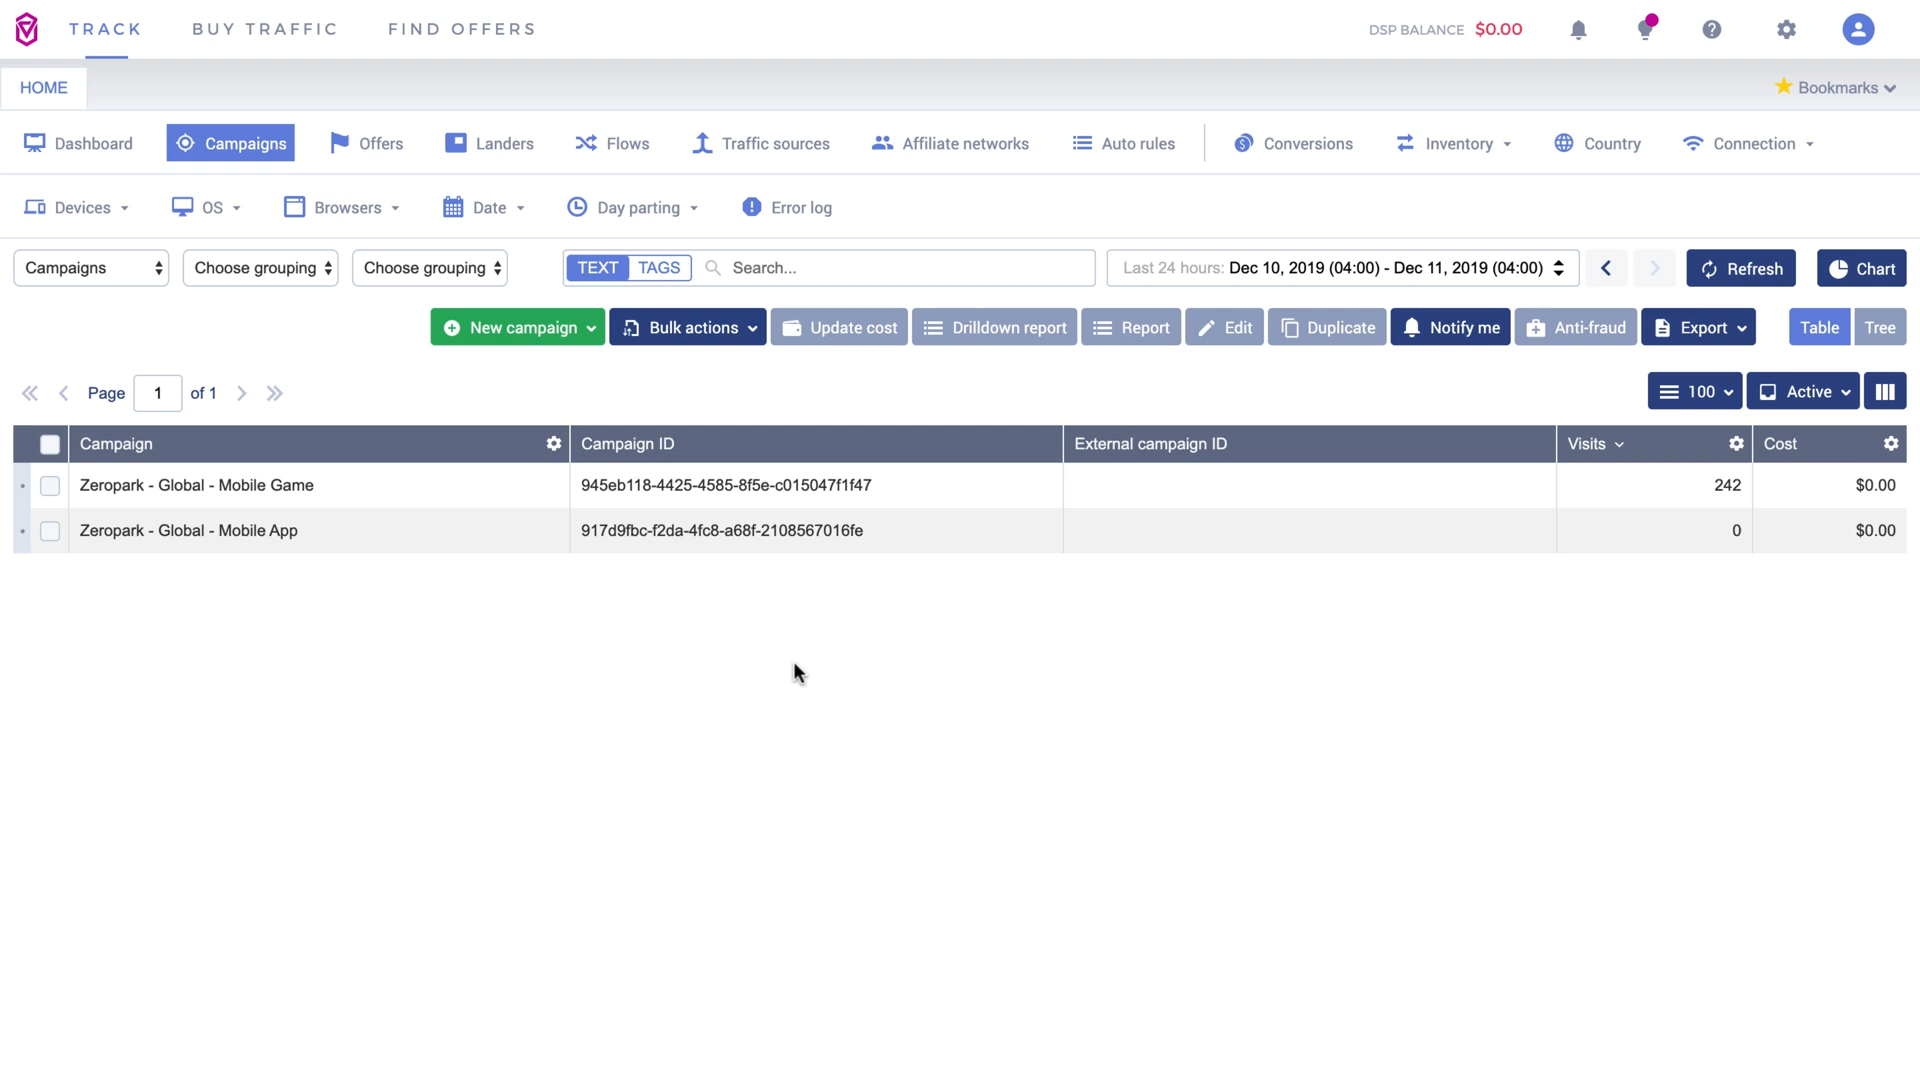 TRACK BUY TRAFFIC FIND OFFERS DSP BALANCE $0.00
HOME Bookmarks
Dashboard Campaigns Offers Landers Flows Traffic sources Affiliate networks Auto rules Conversions Inventory Country Connection
Devices OS Browsers Date Day parting Error log
Campaigns Choose grouping Choose grouping TEXT TAGS Search... Last 24 hours: Dec 10, 2019 (04:00) - Dec 11, 2019 (04:00) Refresh Chart
New campaign Bulk actions Update cost Drilldown report Report Edit Duplicate Notify me Anti-fraud Export Table Tree
Page 1 of 1 100 Active
Campaign Campaign ID External campaign ID Visits Cost
Zeropark - Global - Mobile Game 945eb118-4425-4585-8f5e-c015047f1f47 242 $0.00
Zeropark - Global - Mobile App 917d9fbc-f2da-4fc8-a68f-2108567016fe 0 $0.00